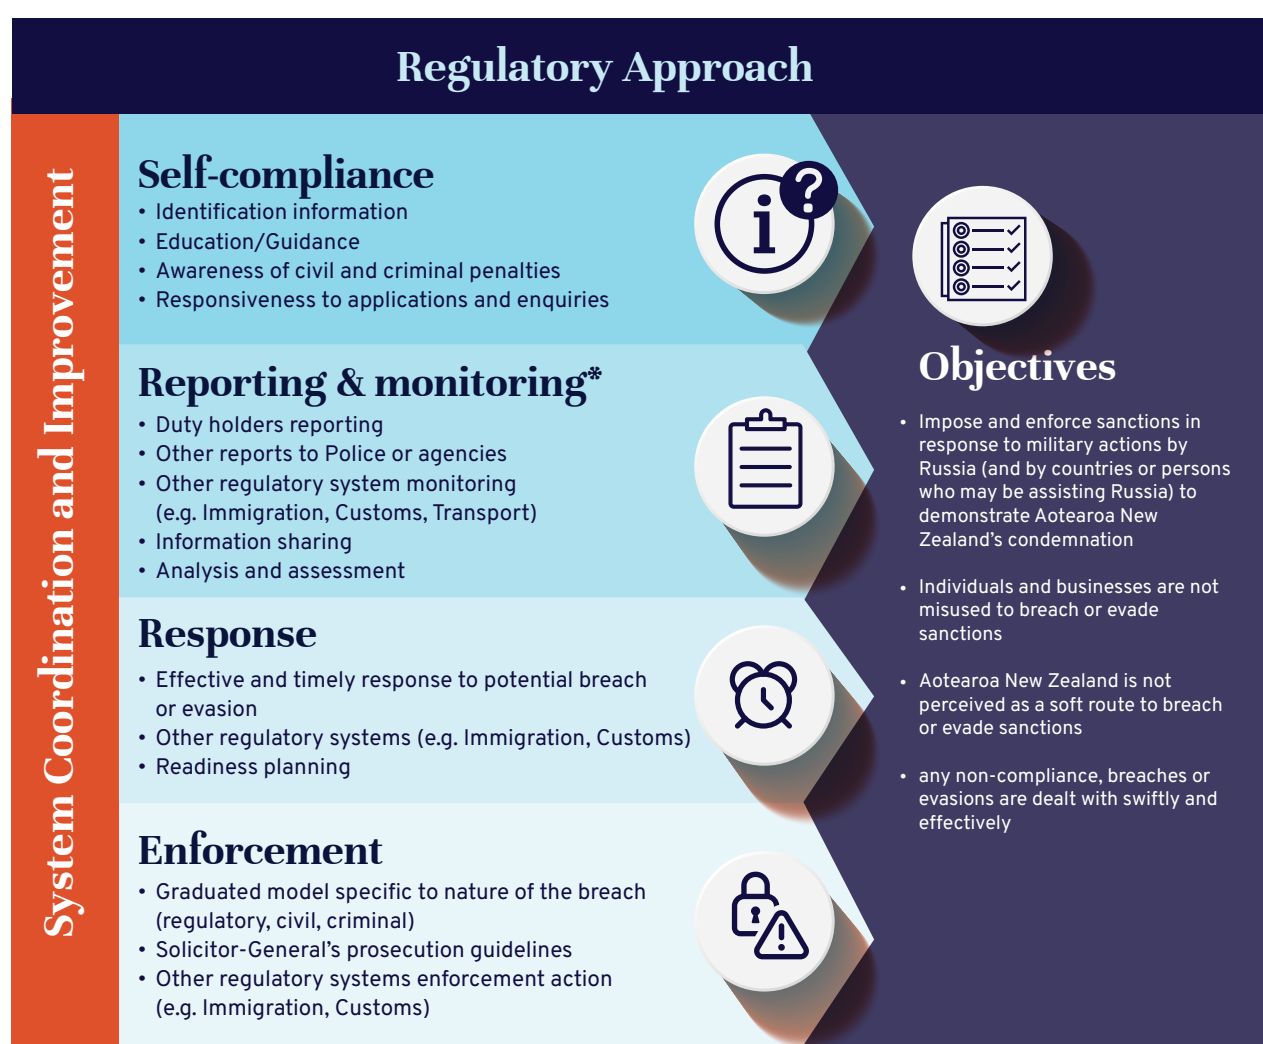 Regulatory Approach
System Coordination and Improvement
Self-compliance
• Identification information
• Education/Guidance
• Awareness of civil and criminal penalties
• Responsiveness to applications and enquiries
Reporting & monitoring*
• Duty holders reporting
• Other reports to Police or agencies
• Other regulatory system monitoring
(e.g. Immigration, Customs, Transport)
• Information sharing
• Analysis and assessment
Response
• Effective and timely response to potential breach
or evasion
• Other regulatory systems (e.g. Immigration, Customs)
• Readiness planning
Enforcement
• Graduated model specific to nature of the breach
(regulatory, civil, criminal)
• Solicitor-General’s prosecution guidelines
• Other regulatory systems enforcement action
(e.g. Immigration, Customs)
Objectives
• Impose and enforce sanctions in
response to military actions by
Russia (and by countries or persons
who may be assisting Russia) to
demonstrate Aotearoa New
Zealand’s condemnation
• Individuals and businesses are not
misused to breach or evade
sanctions
• Aotearoa New Zealand is not
perceived as a soft route to breach
or evade sanctions
• any non-compliance, breaches or
evasions are dealt with swiftly and
effectively